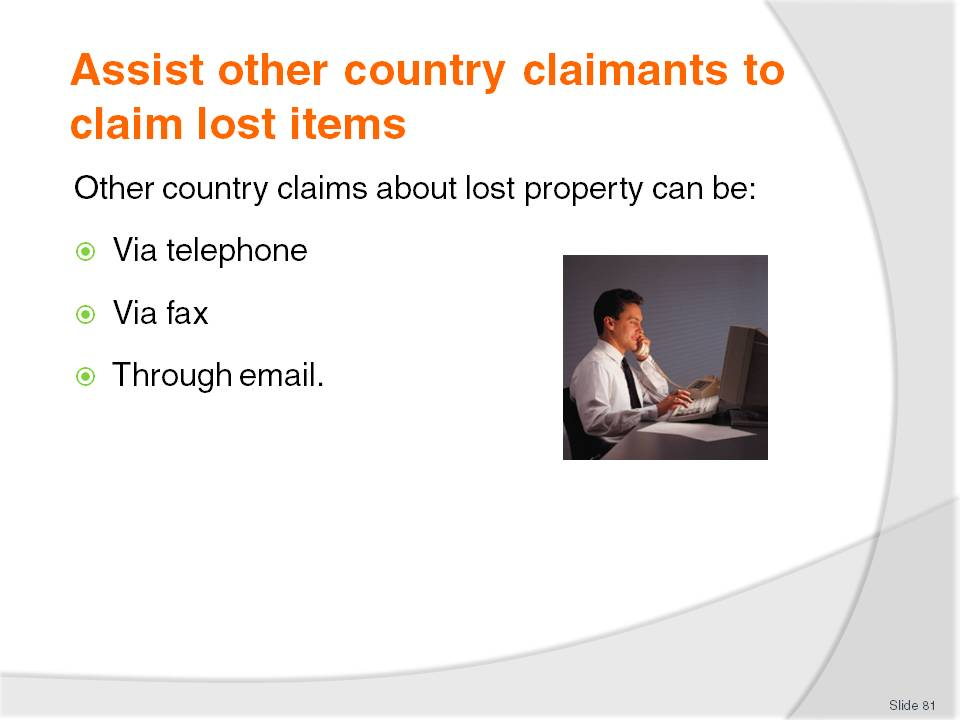 Assist other country claimants to
claim lost items
Other country claims about lost property can be:
Via telephone
Via fax
Through email.
Slide 81